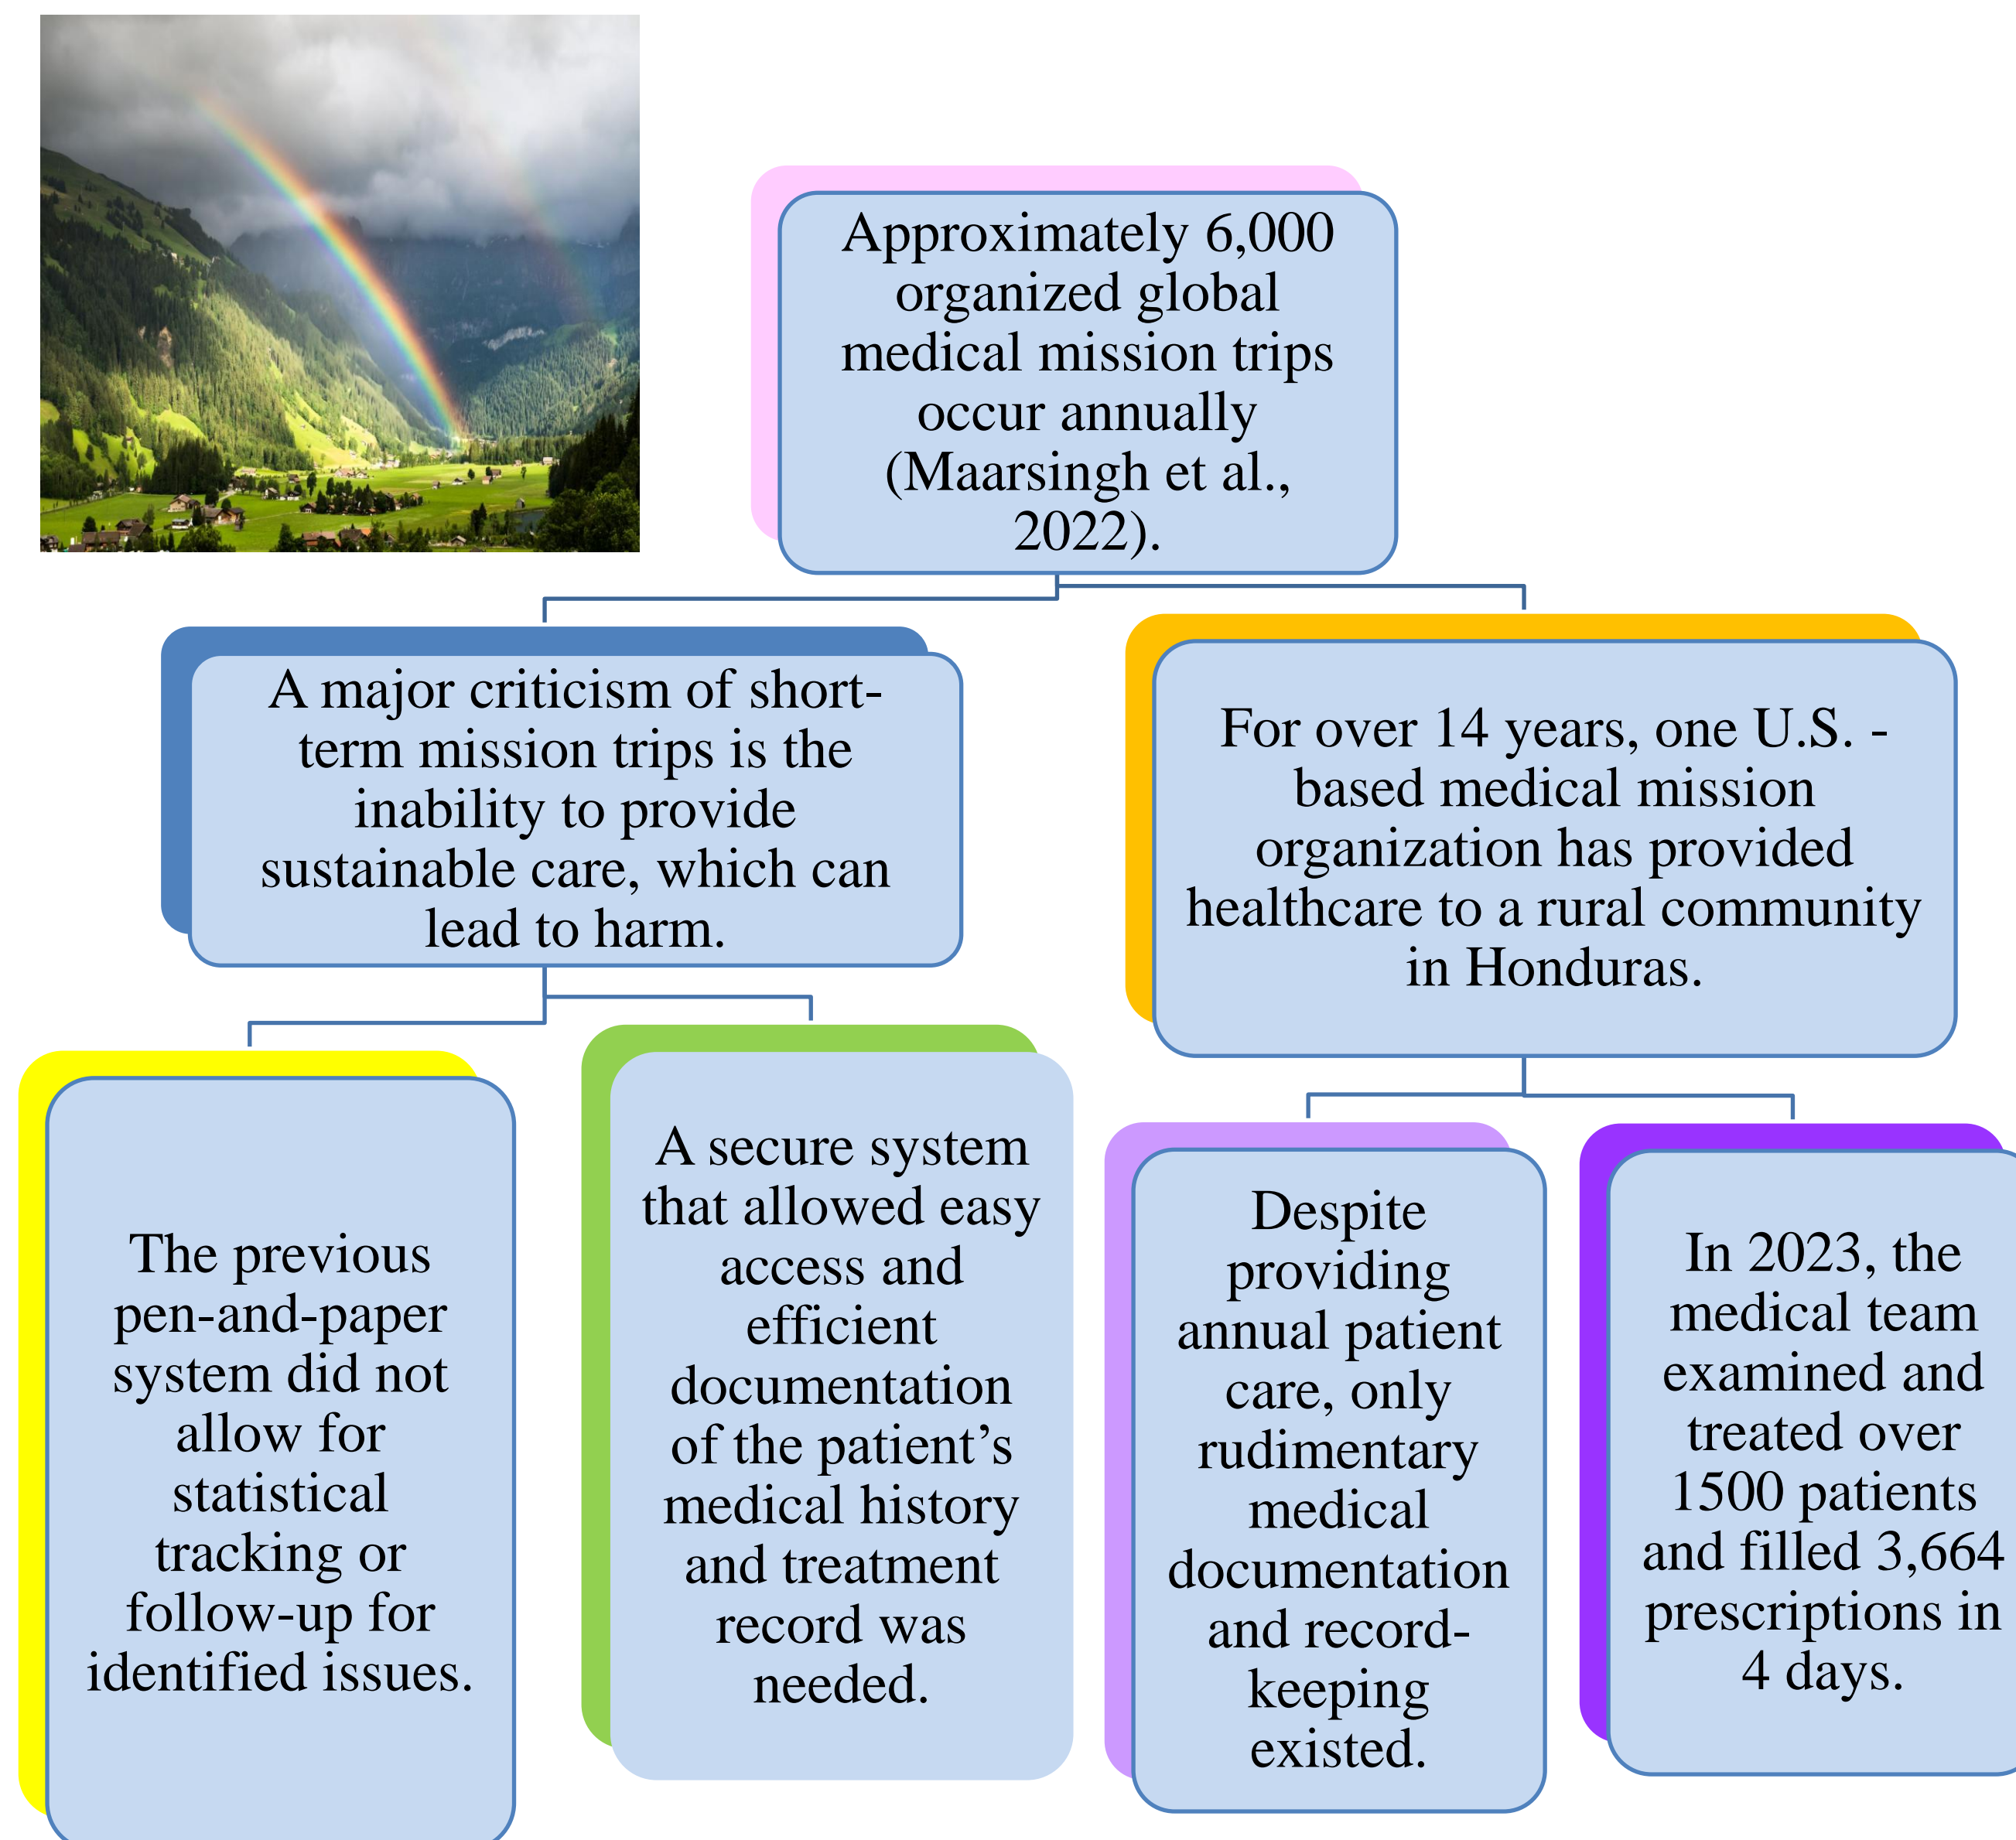 Approximately 6,000
organized global
medical mission trips
occur annually
(Maarsingh et al.,
2022).
A major criticism of short-
term mission trips is the
inability to provide
sustainable care, which can
lead to harm.
For over 14 years, one U.S. -
based medical mission
organization has provided
healthcare to a rural community
in Honduras.
The previous
pen-and-paper
system did not
allow for
statistical
tracking or
follow-up for
identified issues.
A secure system
that allowed easy
access and
efficient
documentation
of the patient’s
medical history
and treatment
record was
needed.
Despite
providing
annual patient
care, only
rudimentary
medical
documentation
and record-
keeping
existed.
In 2023, the
medical team
examined and
treated over
1500 patients
and filled 3,664
prescriptions in
4 days.